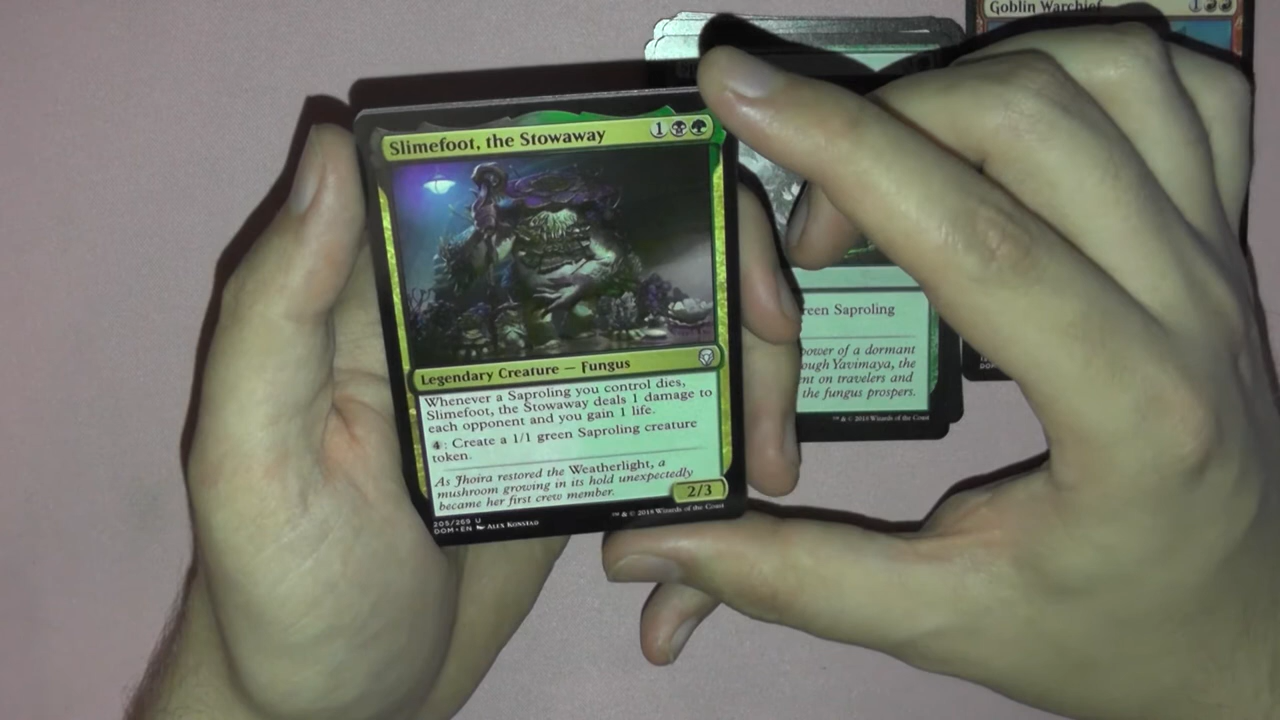 Goblin Warchief 1
Slimefoot, the Stowaway 1
Legendary Creature — Fungus
Whenever a Saproling you control dies,
Slimefoot, the Stowaway deals 1 damage to
each opponent and you gain 1 life.
4: Create a 1/1 green Saproling creature
token.
As Jhoira restored the Weatherlight, a
mushroom growing in its hold unexpectedly
became her first crew member.
2/3
205/269 U
DOM • EN Alex Konstad
™ & © 2018 Wizards of the Coast
reen Saproling
power of a dormant
ough Yavimaya, the
nt on travelers and
the fungus prospers.
™ & © 2018 Wizards of the Coast
DOM